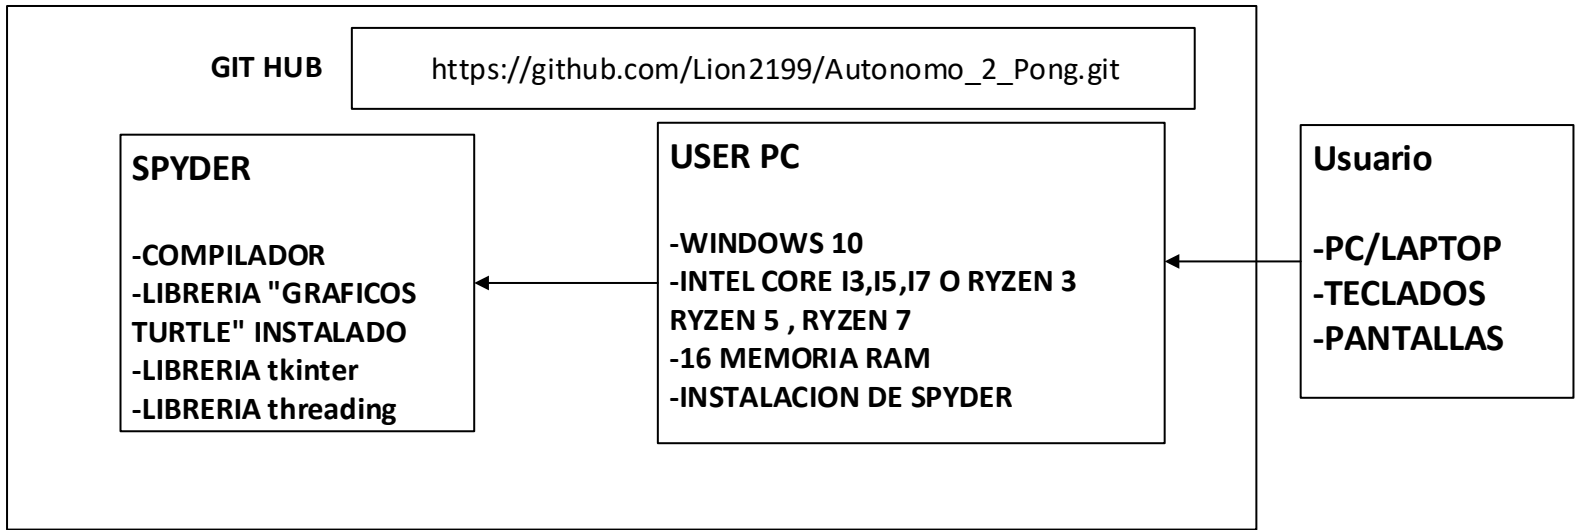 GIT HUB
https://github.com/Lion2199/Autonomo_2_Pong.git
SPYDER
-COMPILADOR
-LIBRERIA "GRAFICOS
TURTLE" INSTALADO
-LIBRERIA tkinter
-LIBRERIA threading
USER PC
-WINDOWS 10
-INTEL CORE I3,I5,I7 O RYZEN 3
RYZEN 5 , RYZEN 7
-16 MEMORIA RAM
-INSTALACION DE SPYDER
Usuario
-PC/LAPTOP
-TECLADOS
-PANTALLAS